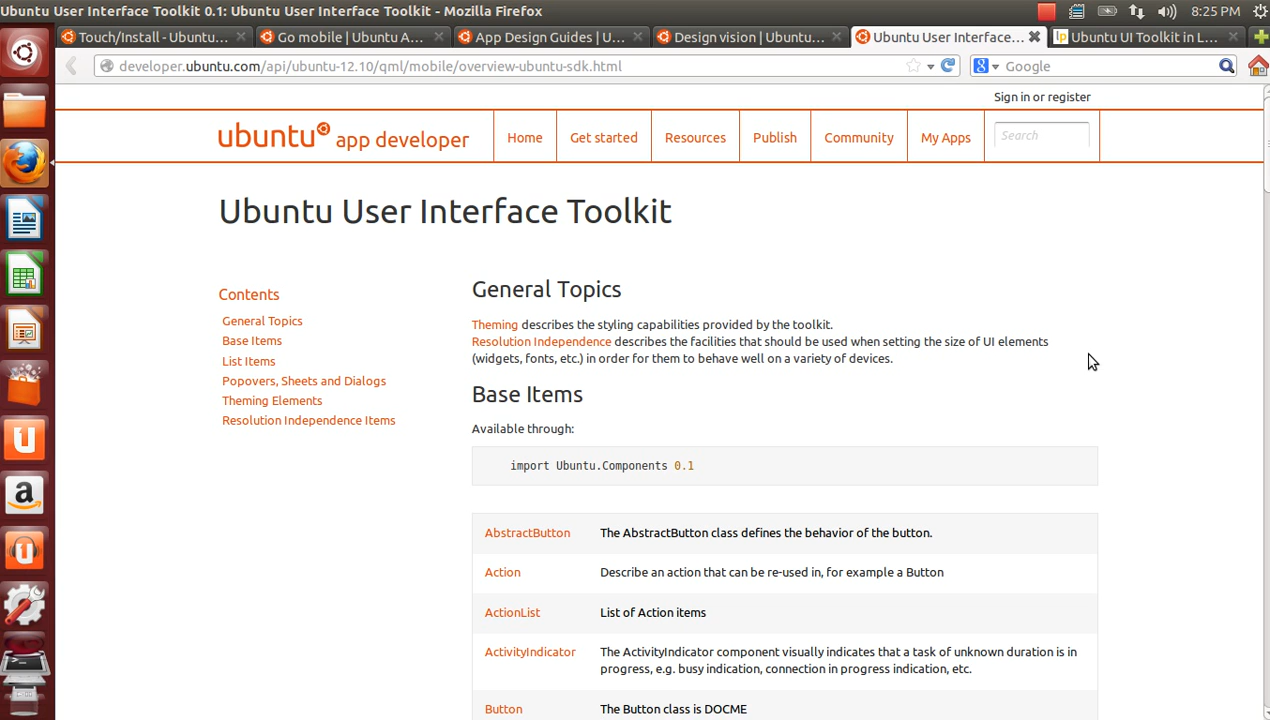 Ubuntu User Interface Toolkit 0.1: Ubuntu User Interface Toolkit - Mozilla Firefox
8:25 PM
Touch/Install - Ubuntu...
Go mobile | Ubuntu A...
App Design Guides | U...
Design vision | Ubuntu...
Ubuntu User Interface...
lp Ubuntu UI Toolkit in L...
developer.ubuntu.com/api/ubuntu-12.10/qml/mobile/overview-ubuntu-sdk.html
Google
Sign in or register
ubuntu app developer
Home
Get started
Resources
Publish
Community
My Apps
Search
Ubuntu User Interface Toolkit
Contents
General Topics
Base Items
List Items
Popovers, Sheets and Dialogs
Theming Elements
Resolution Independence Items
General Topics
Theming describes the styling capabilities provided by the toolkit.
Resolution Independence describes the facilities that should be used when setting the size of UI elements
(widgets, fonts, etc.) in order for them to behave well on a variety of devices.
Base Items
Available through:
import Ubuntu.Components 0.1
AbstractButton The AbstractButton class defines the behavior of the button.
Action Describe an action that can be re-used in, for example a Button
ActionList List of Action items
ActivityIndicator The ActivityIndicator component visually indicates that a task of unknown duration is in
progress, e.g. busy indication, connection in progress indication, etc.
Button The Button class is DOCME